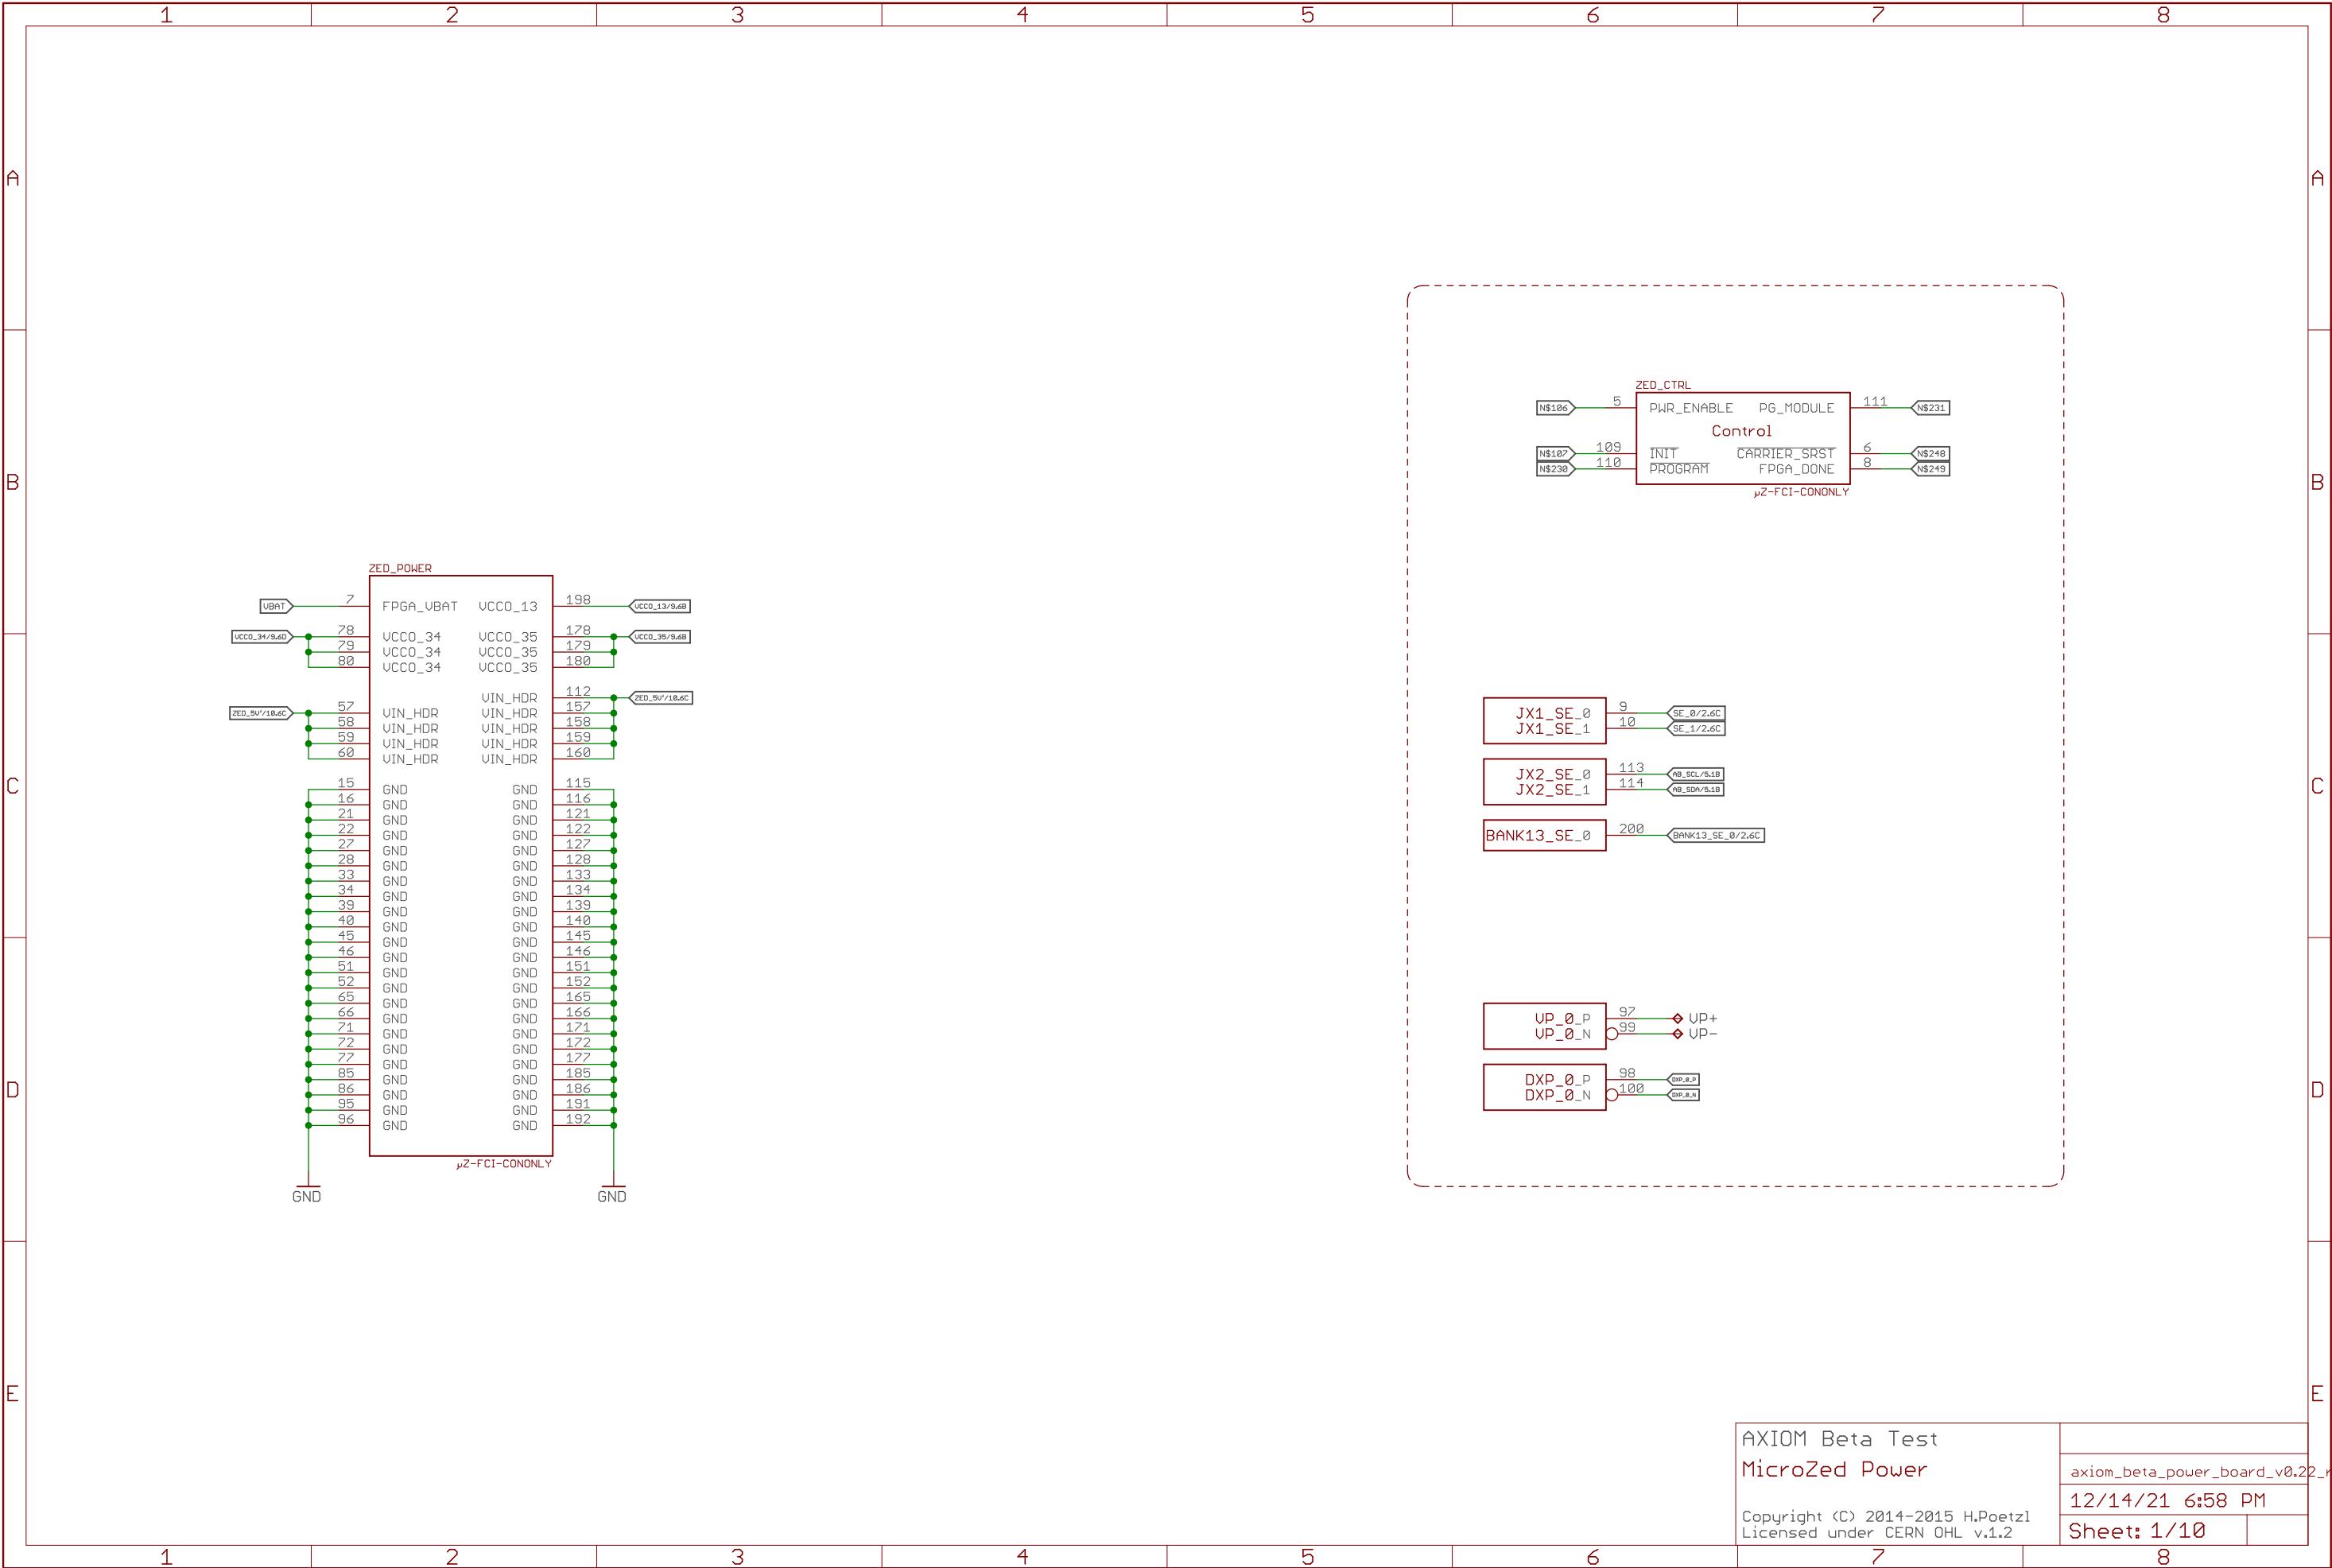 1 2 3 4 5 6 7 8
A A
B B
C C
D D
E E
ZED_POWER
VBAT 7 FPGA_VBAT VCCO_13 198 VCCO_13/9.6B
VCCO_34/9.6D 78 VCCO_34 VCCO_35 178 VCCO_35/9.6B
79 VCCO_34 VCCO_35 179
80 VCCO_34 VCCO_35 180
VIN_HDR 112 ZED_5V'/10.6C
ZED_5V'/10.6C 57 VIN_HDR VIN_HDR 157
58 VIN_HDR VIN_HDR 158
59 VIN_HDR VIN_HDR 159
60 VIN_HDR VIN_HDR 160
15 GND GND 115
16 GND GND 116
21 GND GND 121
22 GND GND 122
27 GND GND 127
28 GND GND 128
33 GND GND 133
34 GND GND 134
39 GND GND 139
40 GND GND 140
45 GND GND 145
46 GND GND 146
51 GND GND 151
52 GND GND 152
65 GND GND 165
66 GND GND 166
71 GND GND 171
72 GND GND 172
77 GND GND 177
85 GND GND 185
86 GND GND 186
95 GND GND 191
96 GND GND 192
µZ-FCI-CONONLY
GND GND
ZED_CTRL
N$106 5 PWR_ENABLE PG_MODULE 111 N$231
Control
N$107 109 INIT CARRIER_SRST 6 N$248
N$230 110 PROGRAM FPGA_DONE 8 N$249
µZ-FCI-CONONLY
JX1_SE_0 9 SE_0/2.6C
JX1_SE_1 10 SE_1/2.6C
JX2_SE_0 113 AB_SCL/5.1B
JX2_SE_1 114 AB_SDA/5.1B
BANK13_SE_0 200 BANK13_SE_0/2.6C
VP_0_P 97 VP+
VP_0_N 99 VP-
DXP_0_P 98 DXP_0_P
DXP_0_N 100 DXP_0_N
AXIOM Beta Test
MicroZed Power
Copyright (C) 2014-2015 H.Poetzl
Licensed under CERN OHL v.1.2
axiom_beta_power_board_v0.22_r
12/14/21 6:58 PM
Sheet: 1/10
1 2 3 4 5 6 7 8